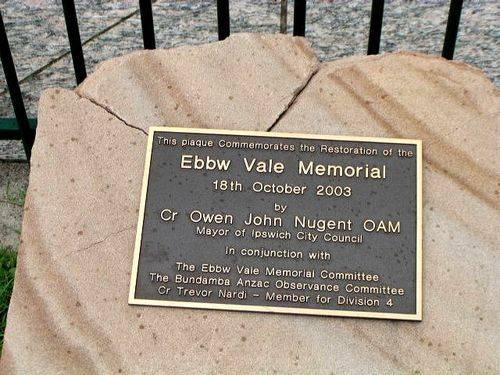 This plaque Commemorates the Restoration of the
Ebbw Vale Memorial
18th October 2003
by
Cr Owen John Nugent OAM
Mayor of Ipswich City Council
in conjunction with
The Ebbw Vale Memorial Committee
The Bundamba Anzac Observance Committee
Cr Trevor Nardi - Member for Division 4